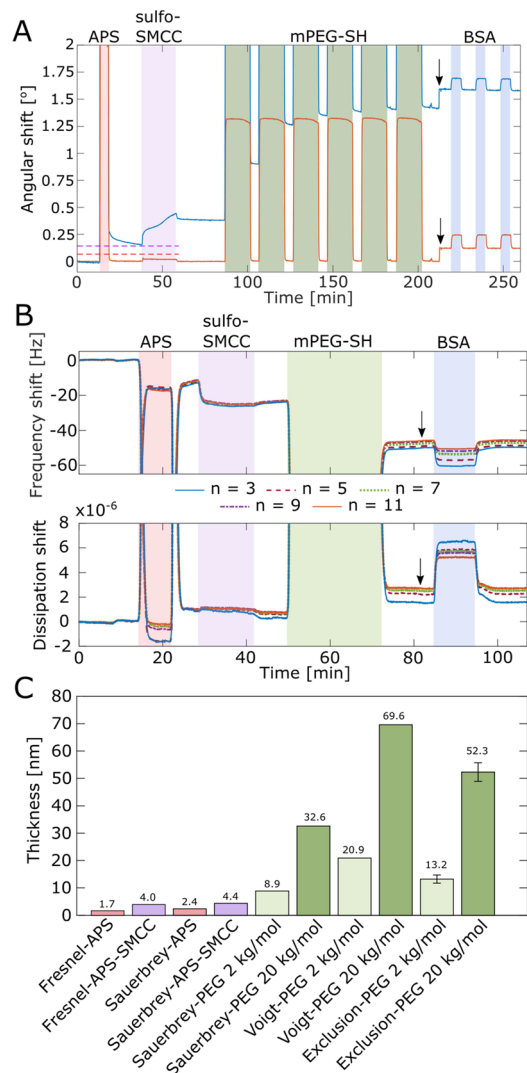 A
APS
sulfo-
SMCC
mPEG-SH
BSA
Angular shift [°]
2
1.75
1.5
1.25
1
0.75
0.5
0.25
0
0 50 100 150 200 250
Time [min]
B
APS
sulfo-
SMCC
mPEG-SH
BSA
Frequency shift [Hz]
0
-20
-40
-60
n = 3 n = 5 n = 7
n = 9 n = 11
×10-6
Dissipation shift
8
6
4
2
0
-2
0 20 40 60 80 100
Time [min]
C
Thickness [nm]
80
70
60
50
40
30
20
10
0
1.7 4.0 2.4 4.4 8.9 32.6 20.9 69.6 13.2 52.3
Fresnel-APS
Fresnel-APS-SMCC
Sauerbrey-APS
Sauerbrey-APS-SMCC
Sauerbrey-PEG 2 kg/mol
Sauerbrey-PEG 20 kg/mol
Voigt-PEG 2 kg/mol
Voigt-PEG 20 kg/mol
Exclusion-PEG 2 kg/mol
Exclusion-PEG 20 kg/mol